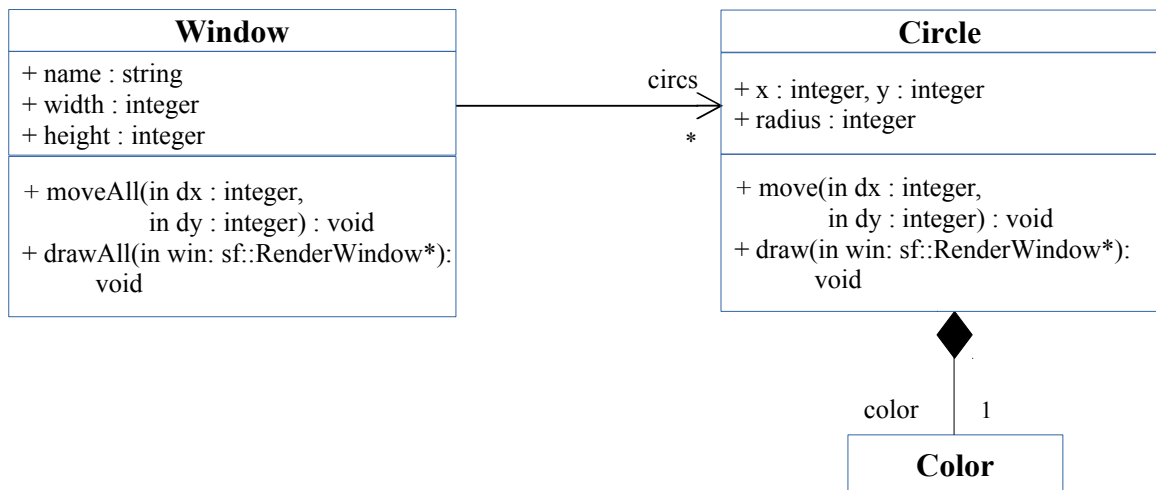 Window
+ name : string
+ width : integer
+ height : integer
+ moveAll(in dx : integer,
in dy : integer) : void
+ drawAll(in win: sf::RenderWindow*):
void
circs
*
Circle
+ x : integer, y : integer
+ radius : integer
+ move(in dx : integer,
in dy : integer) : void
+ draw(in win: sf::RenderWindow*):
void
color 1
Color